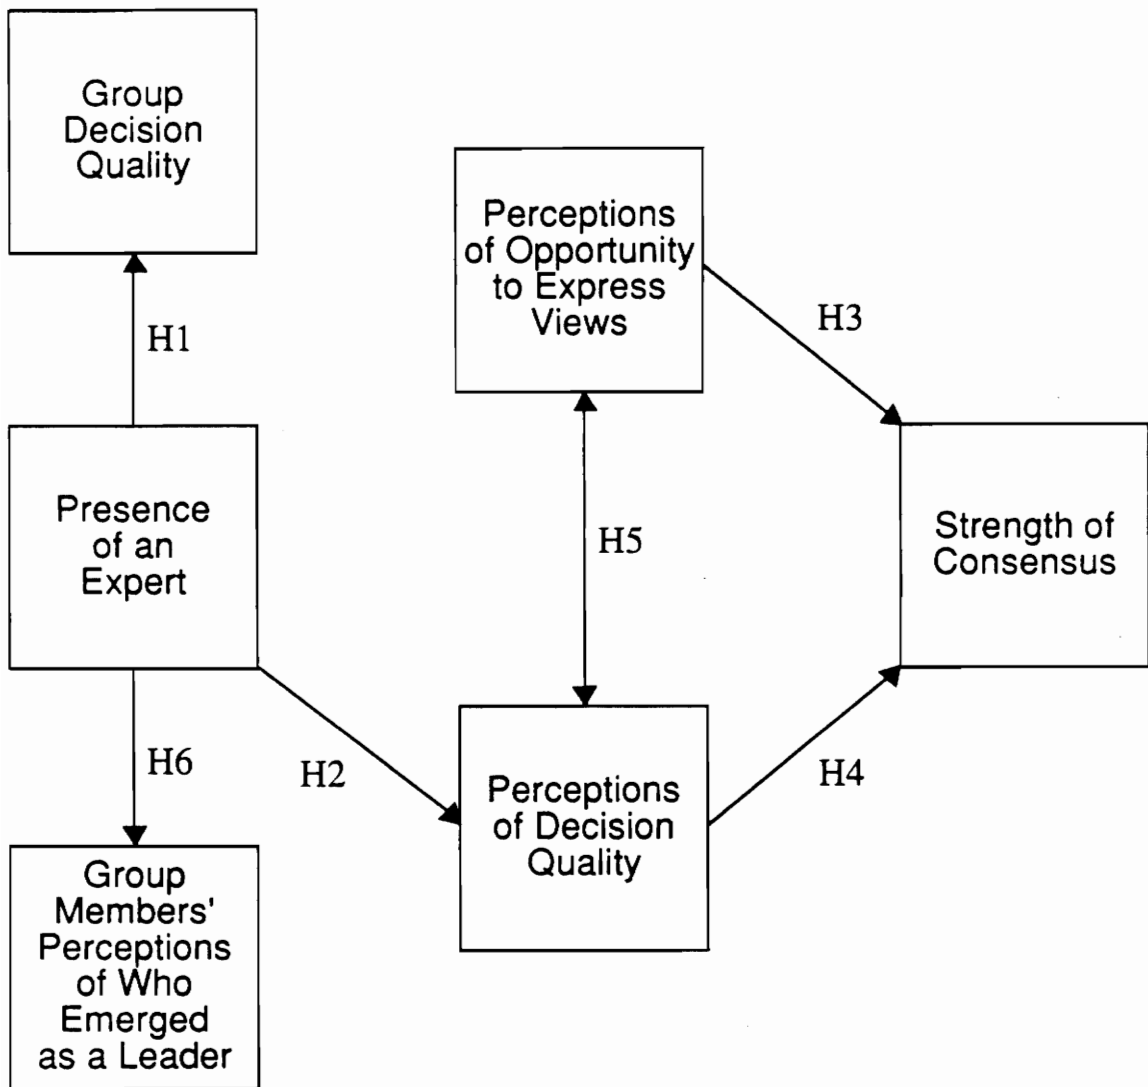 Group
Decision
Quality
H1
Presence
of an
Expert
H6
Group
Members'
Perceptions
of Who
Emerged
as a Leader
H2
Perceptions
of Opportunity
to Express
Views
H5
Perceptions
of Decision
Quality
H3
H4
Strength of
Consensus